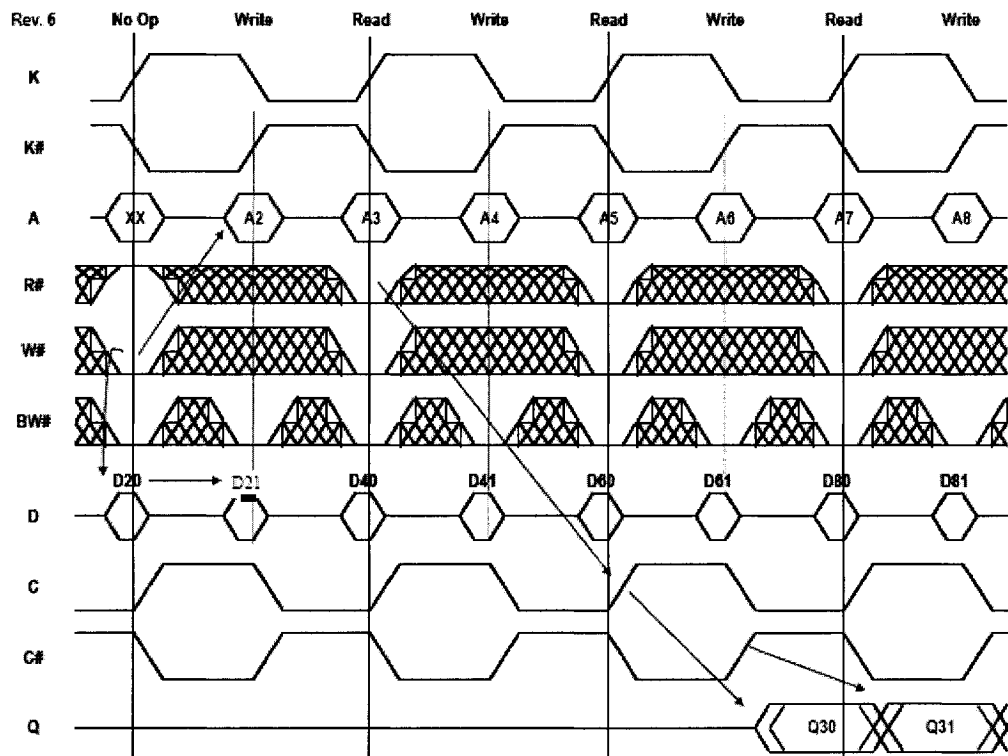 Rev. 6 No Op Write Read Write Read Write Read Write
K
K#
A XX A2 A3 A4 A5 A6 A7 A8
R#
W#
BW#
D20 D21 D40 D41 D60 D61 D80 D81
D
C
C#
Q Q30 Q31